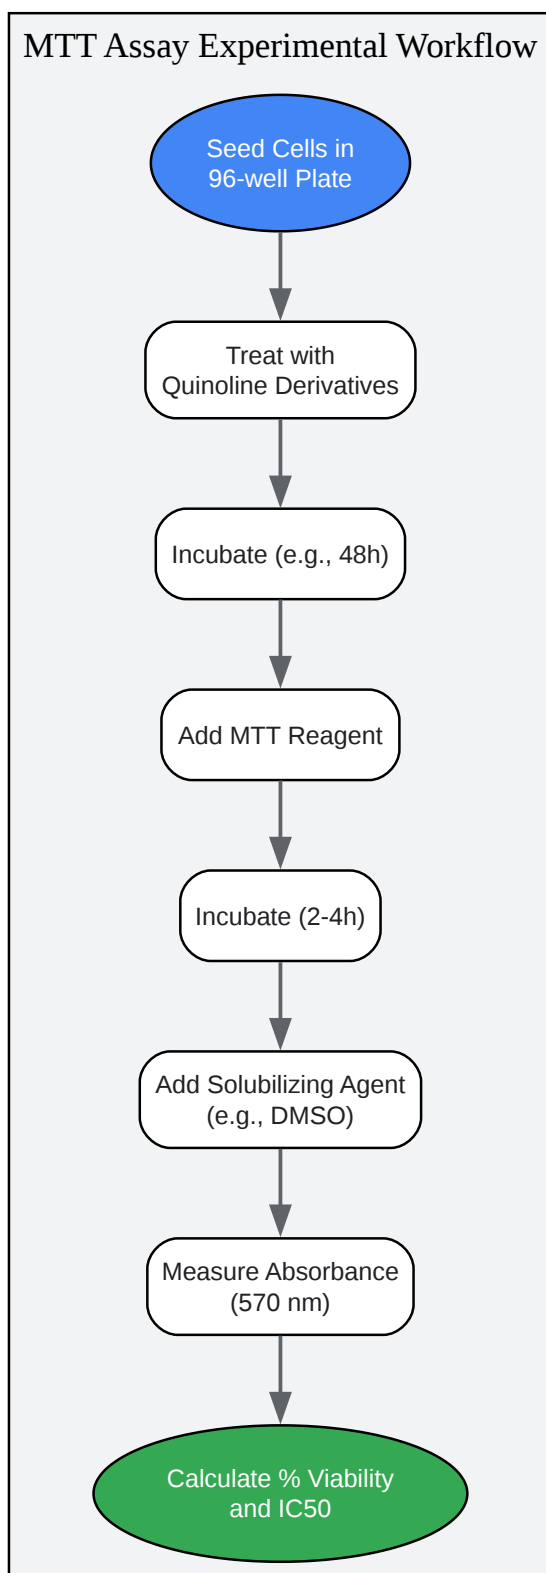 MTT Assay Experimental Workflow
Seed Cells in
96-well Plate
Treat with
Quinoline Derivatives
Incubate (e.g., 48h)
Add MTT Reagent
Incubate (2-4h)
Add Solubilizing Agent
(e.g., DMSO)
Measure Absorbance
(570 nm)
Calculate % Viability
and IC50